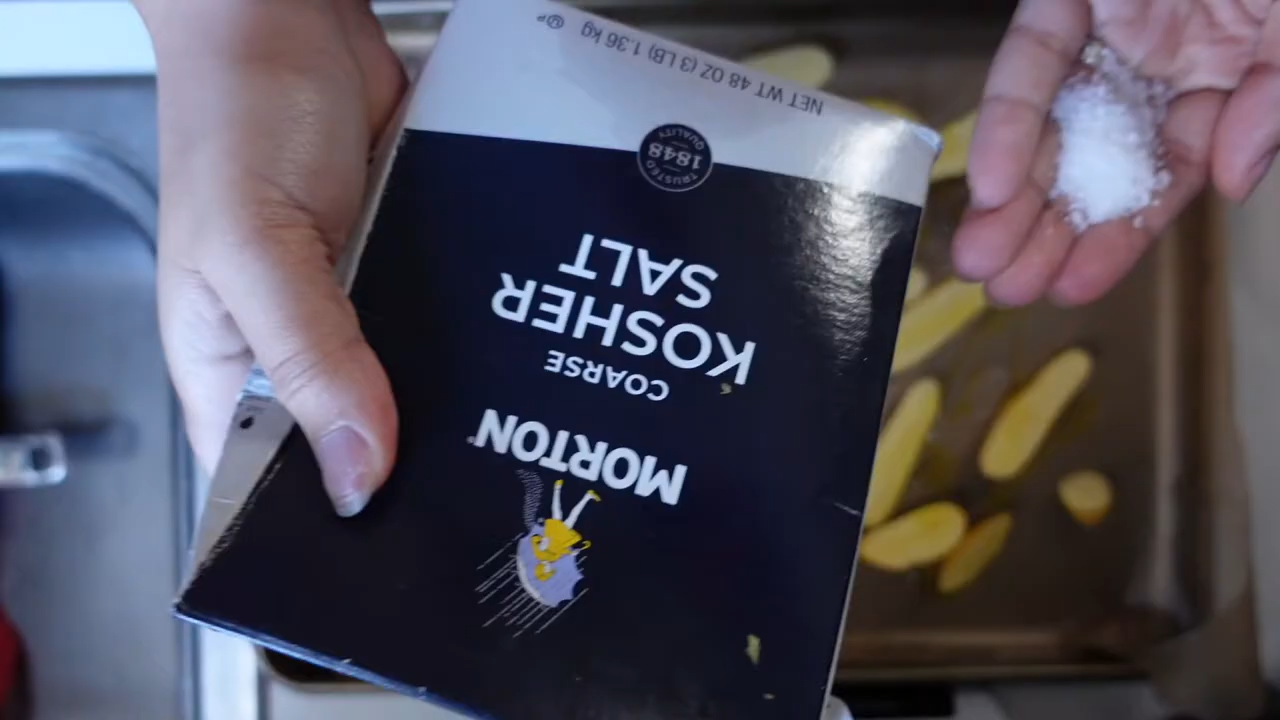 MORTON
COARSE
KOSHER
SALT
TRUSTED
1848
QUALITY
NET WT 48 OZ (3 LB) 1.36 kg